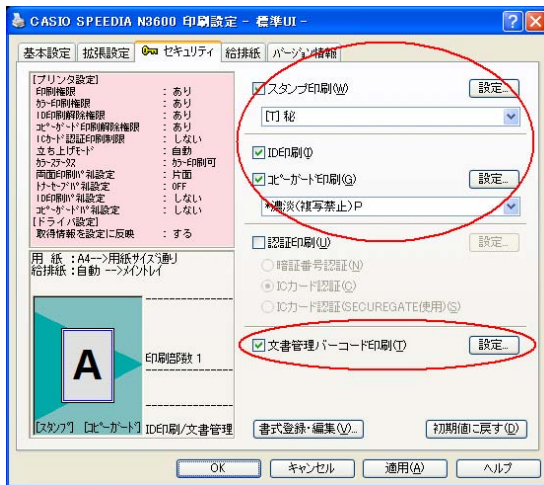 CASIO SPEEDIA N3600 印刷設定 - 標準UI -
基本設定 拡張設定 セキュリティ 給排紙 バージョン情報
[プリンタ設定]
印刷権限 : あり
カラー印刷権限 : あり
ID印刷解除権限 : あり
コピーガード印刷解除権限 : あり
ICカード認証印刷制限 : しない
立ち上げモード : 自動
カラーステータス : カラー印刷可
両面印刷パネル設定 : 片面
トナーセーブパネル設定 : OFF
ID印刷パネル設定 : しない
コピーガードパネル設定 : しない
[ドライバ設定]
取得情報を設定に反映 : する
用 紙 :A4-->用紙サイズ通り
給排紙:自動 -->メイントレイ
A
印刷部数 1
[スタンプ] [コピーガード] ID印刷/文書管理
スタンプ印刷(W) 設定...
[T] 秘
ID印刷(I)
コピーガード印刷(G) 設定...
*濃淡(複写禁止)P
認証印刷(U) 設定...
暗証番号認証(N)
ICカード認証(C)
ICカード認証(SECUREGATE使用)(S)
文書管理バーコード印刷(T) 設定...
書式登録・編集(V)... 初期値に戻す(D)
OK キャンセル 適用(A) ヘルプ